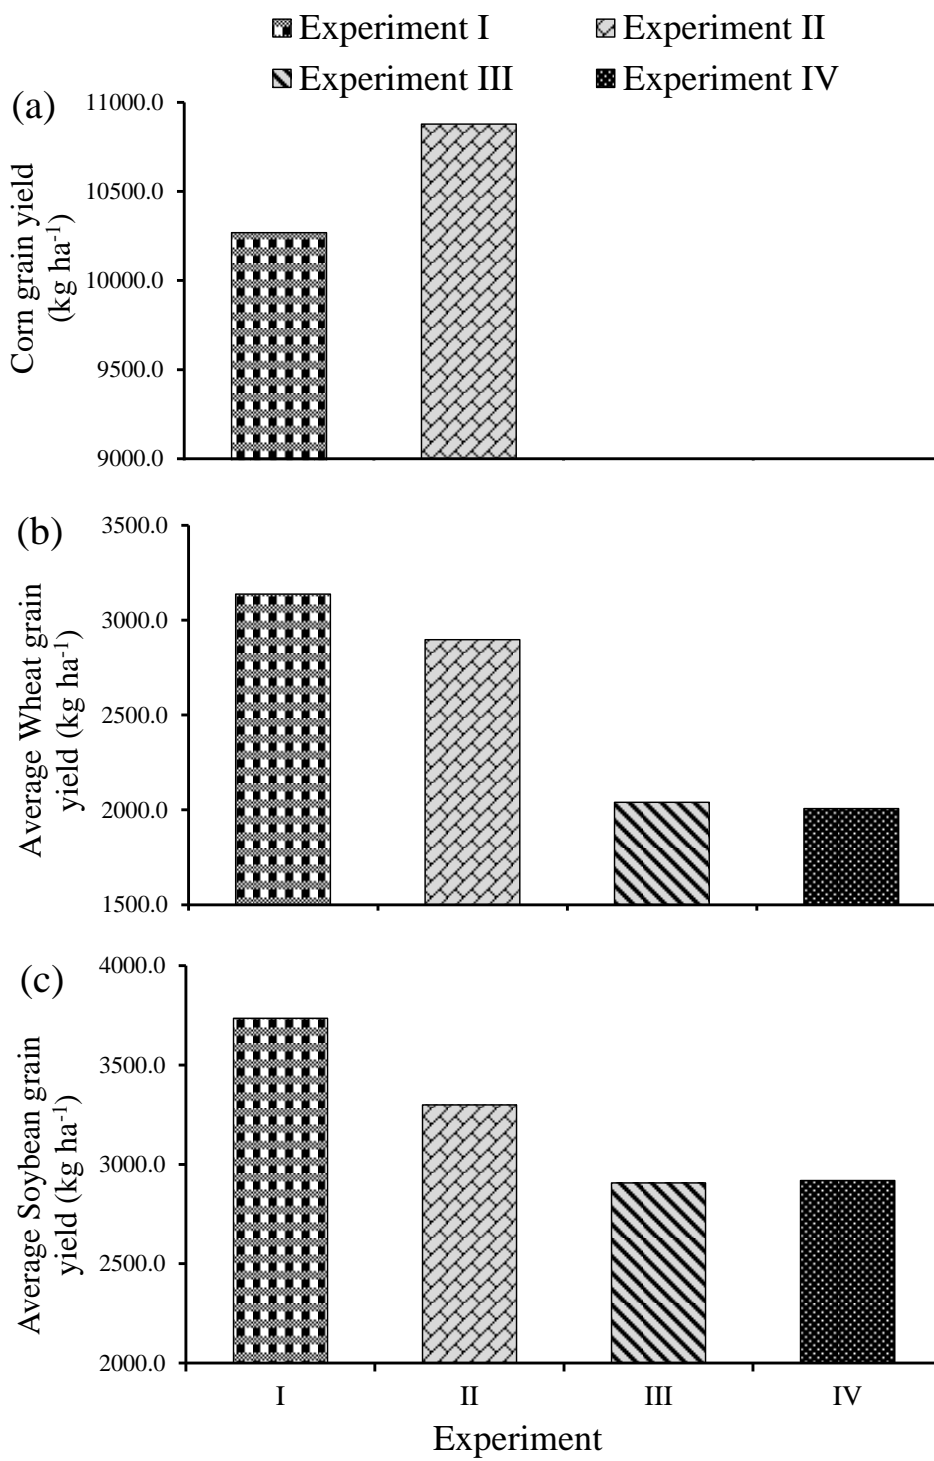 Experiment I
Experiment II
Experiment III
Experiment IV
(a)
Corn grain yield
(kg ha⁻¹)
11000.0
10500.0
10000.0
9500.0
9000.0
(b)
Average Wheat grain
yield (kg ha⁻¹)
3500.0
3000.0
2500.0
2000.0
1500.0
(c)
Average Soybean grain
yield (kg ha⁻¹)
4000.0
3500.0
3000.0
2500.0
2000.0
I II III IV
Experiment